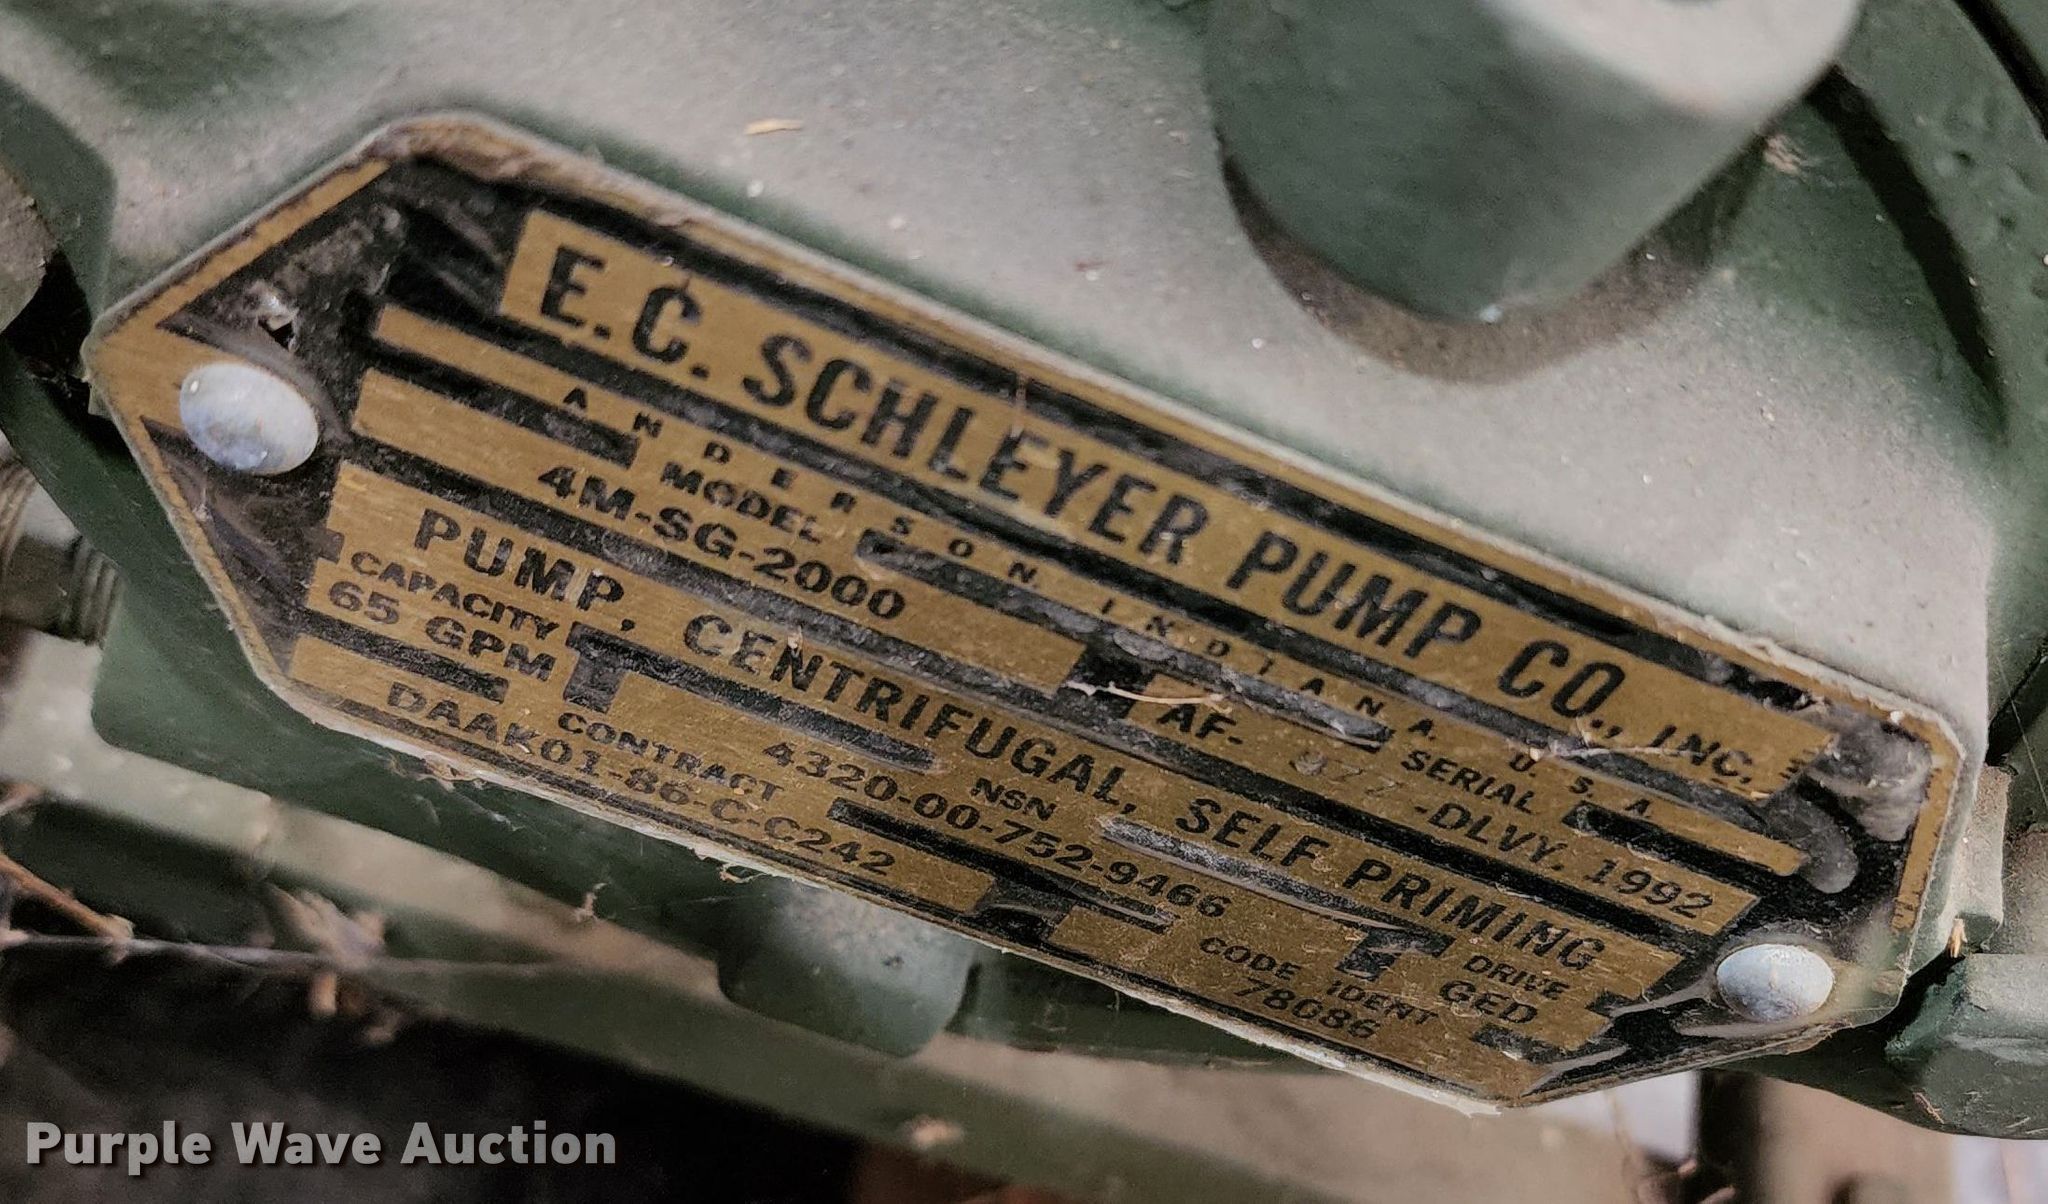 E.C. SCHLEYER PUMP CO., INC.
ANDERSON, INDIANA, U.S.A.
MODEL SERIAL
4M-SG-2000 AF- -DLVY. 1992
PUMP, CENTRIFUGAL, SELF PRIMING
CAPACITY NSN DRIVE
65 GPM 4320-00-752-9466 GED
CONTRACT CODE IDENT
DAAK01-86-C-C242 78086
Purple Wave Auction